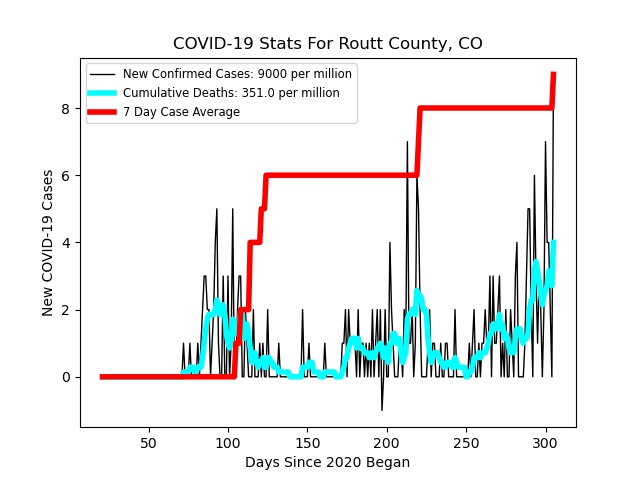 COVID-19 Stats For Routt County, CO
New Confirmed Cases: 9000 per million
Cumulative Deaths: 351.0 per million
7 Day Case Average
New COVID-19 Cases
8
6
4
2
0
50 100 150 200 250 300
Days Since 2020 Began